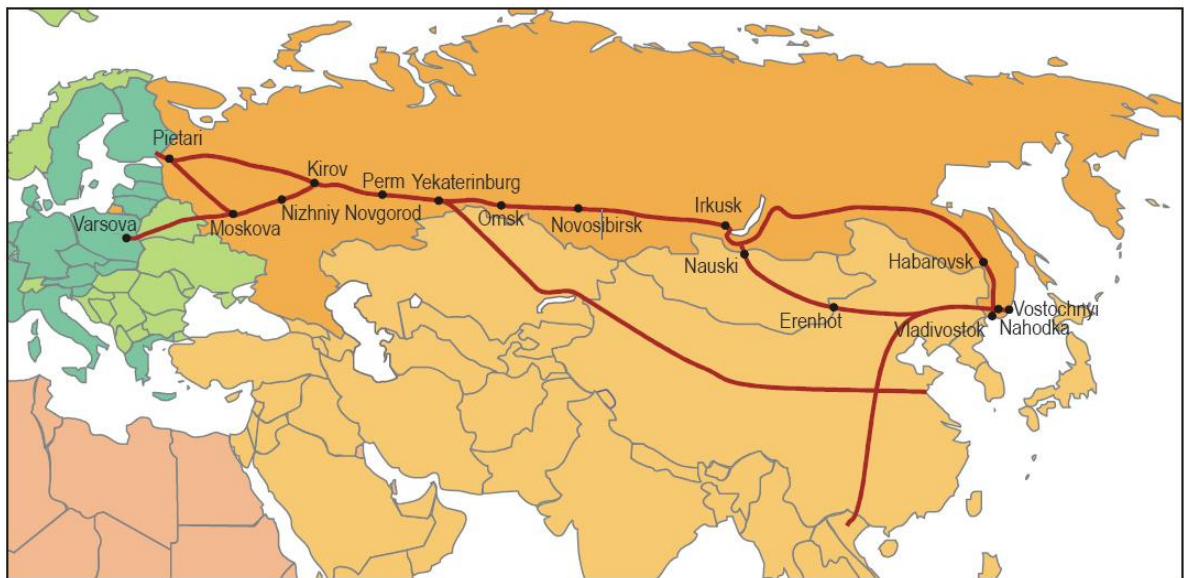 Pietari
Kirov
Perm
Yekaterinburg
Varsova
Moskova
Nizhniy Novgorod
Omsk
Novosibirsk
Irkusk
Nauski
Habarovsk
Erenhot
Vladivostok
Vostochnyi
Nahodka